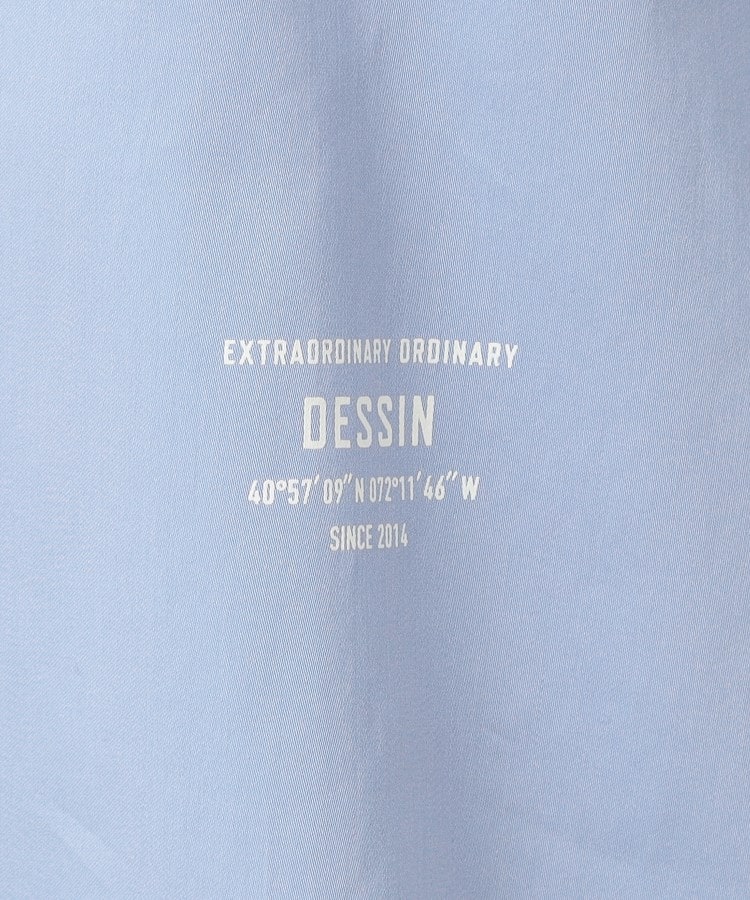 EXTRAORDINARY ORDINARY
DESSIN
40°57′09″N 072°11′46″W
SINCE 2014